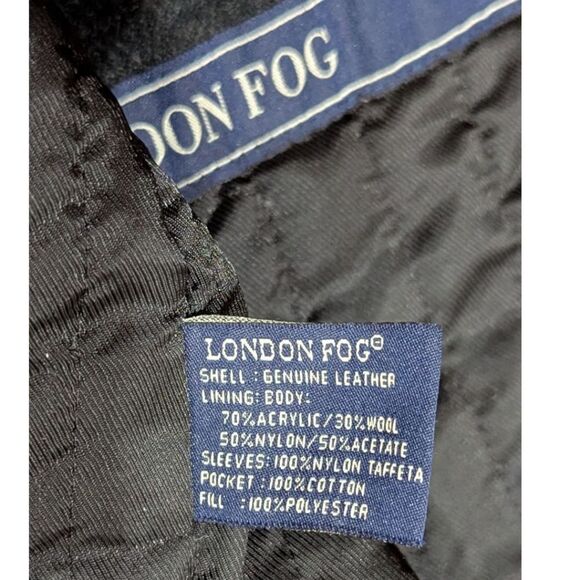 DON FOG
LONDON FOG®
SHELL : GENUINE LEATHER
LINING: BODY:
70%ACRYLIC/30%WOOL
50%NYLON/50%ACETATE
SLEEVES:100%NYLON TAFFETA
POCKET :100%COTTON
FILL :100%POLYESTER